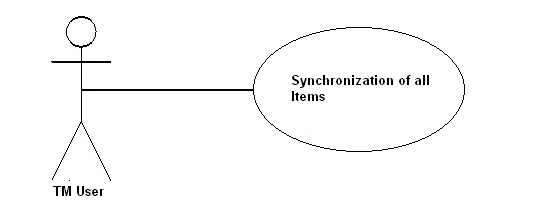 Synchronization of all
Items
TM User